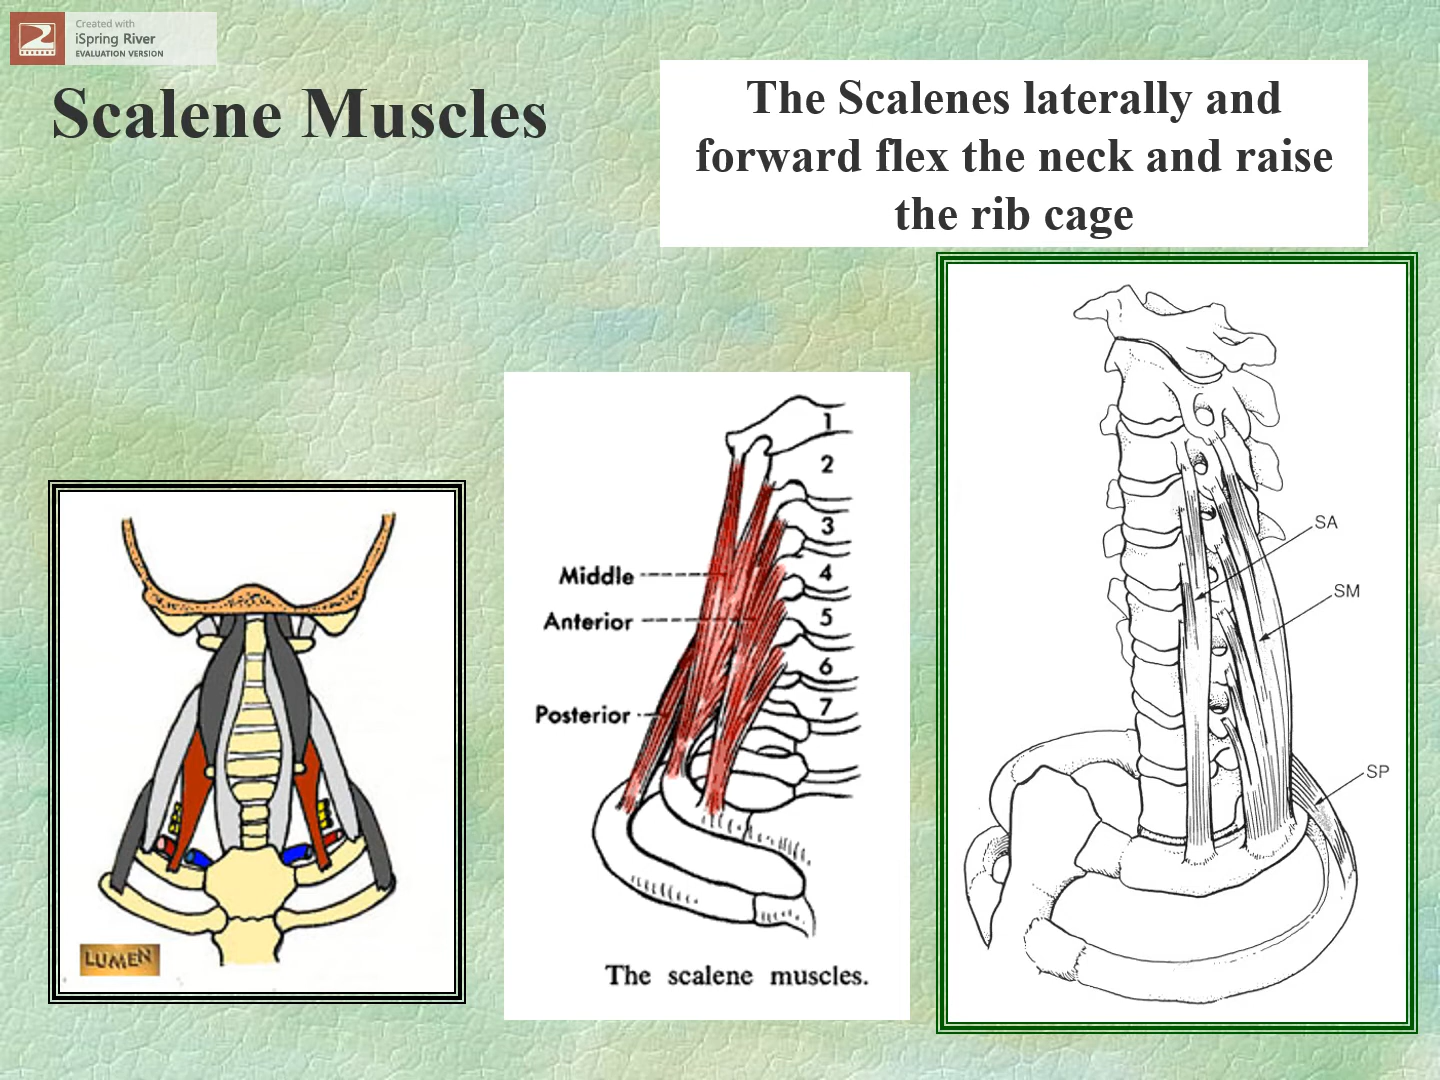 Created with
iSpring River
EVALUATION VERSION
Scalene Muscles
The Scalenes laterally and
forward flex the neck and raise
the rib cage
LUMEN
1
2
3
Middle
4
Anterior
5
6
Posterior
7
The scalene muscles.
SA
SM
SP